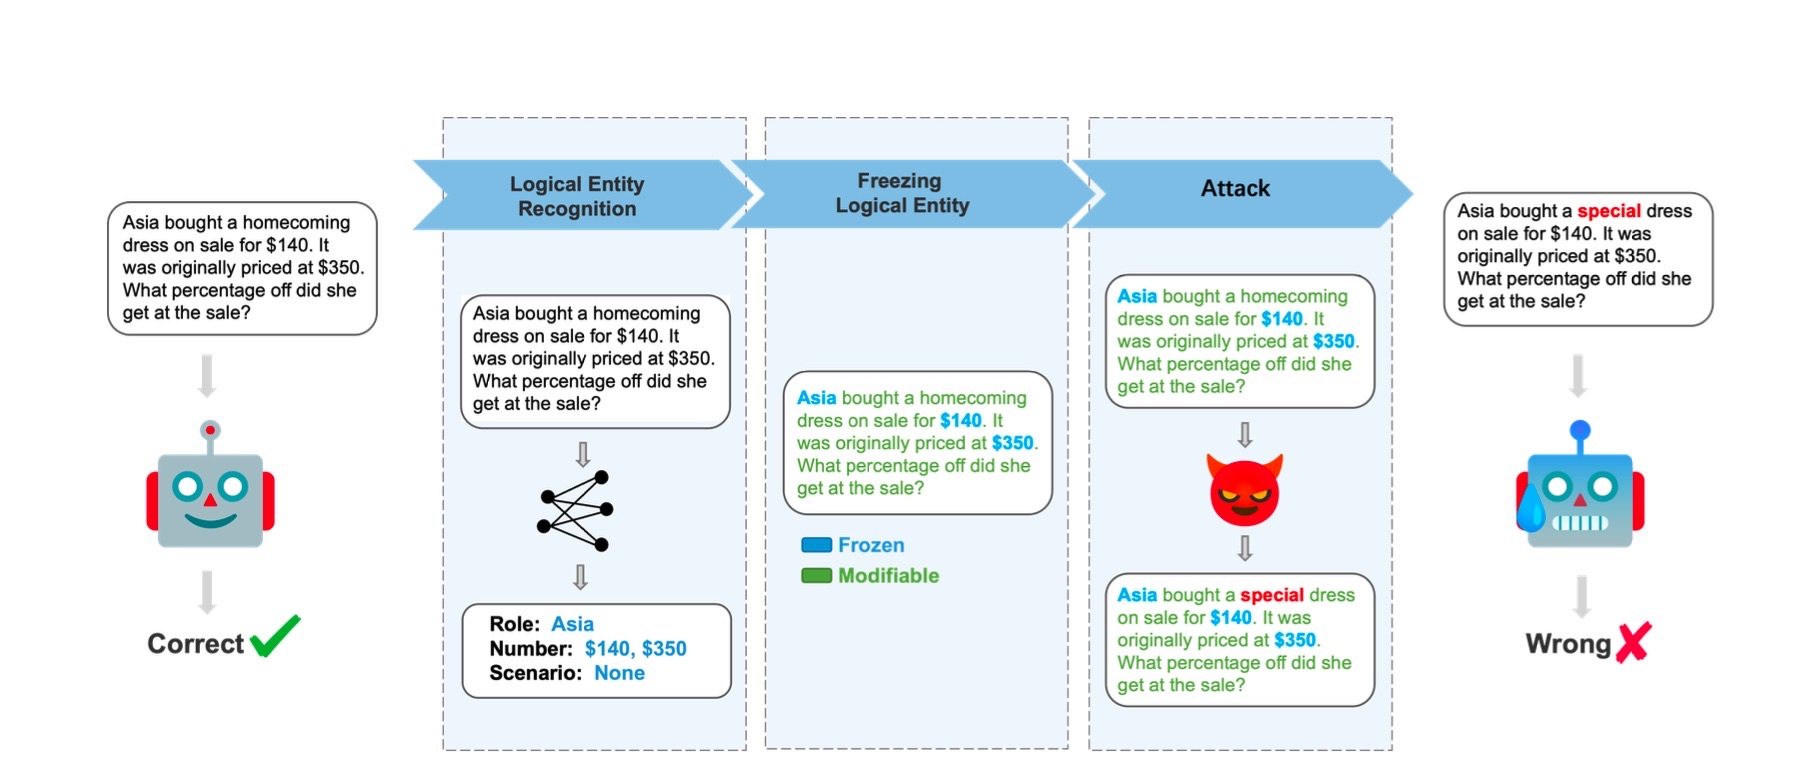 Asia bought a homecoming
dress on sale for $140. It
was originally priced at $350.
What percentage off did she
get at the sale?
Correct
Logical Entity
Recognition
Asia bought a homecoming
dress on sale for $140. It
was originally priced at $350.
What percentage off did she
get at the sale?
Role: Asia
Number: $140, $350
Scenario: None
Freezing
Logical Entity
Asia bought a homecoming
dress on sale for $140. It
was originally priced at $350.
What percentage off did she
get at the sale?
Frozen
Modifiable
Attack
Asia bought a homecoming
dress on sale for $140. It
was originally priced at $350.
What percentage off did she
get at the sale?
Asia bought a special dress
on sale for $140. It was
originally priced at $350.
What percentage off did she
get at the sale?
Asia bought a special dress
on sale for $140. It was
originally priced at $350.
What percentage off did she
get at the sale?
Wrong